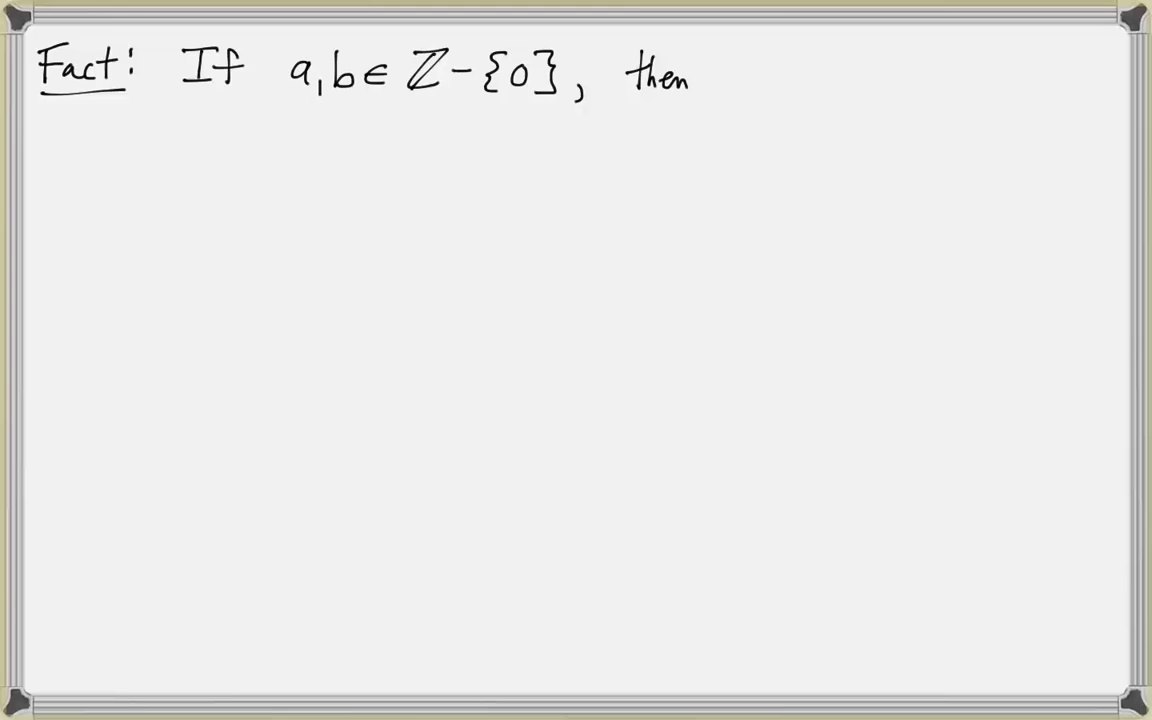 Fact: If a, b ∈ ℤ - {0}, then